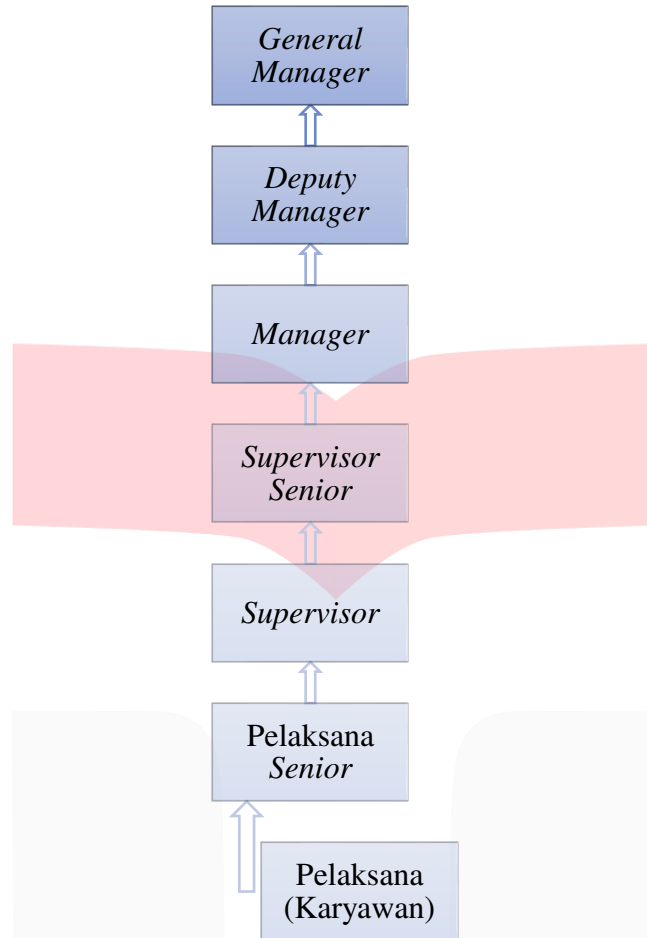 General
Manager
Deputy
Manager
Manager
Supervisor
Senior
Supervisor
Pelaksana
Senior
Pelaksana
(Karyawan)